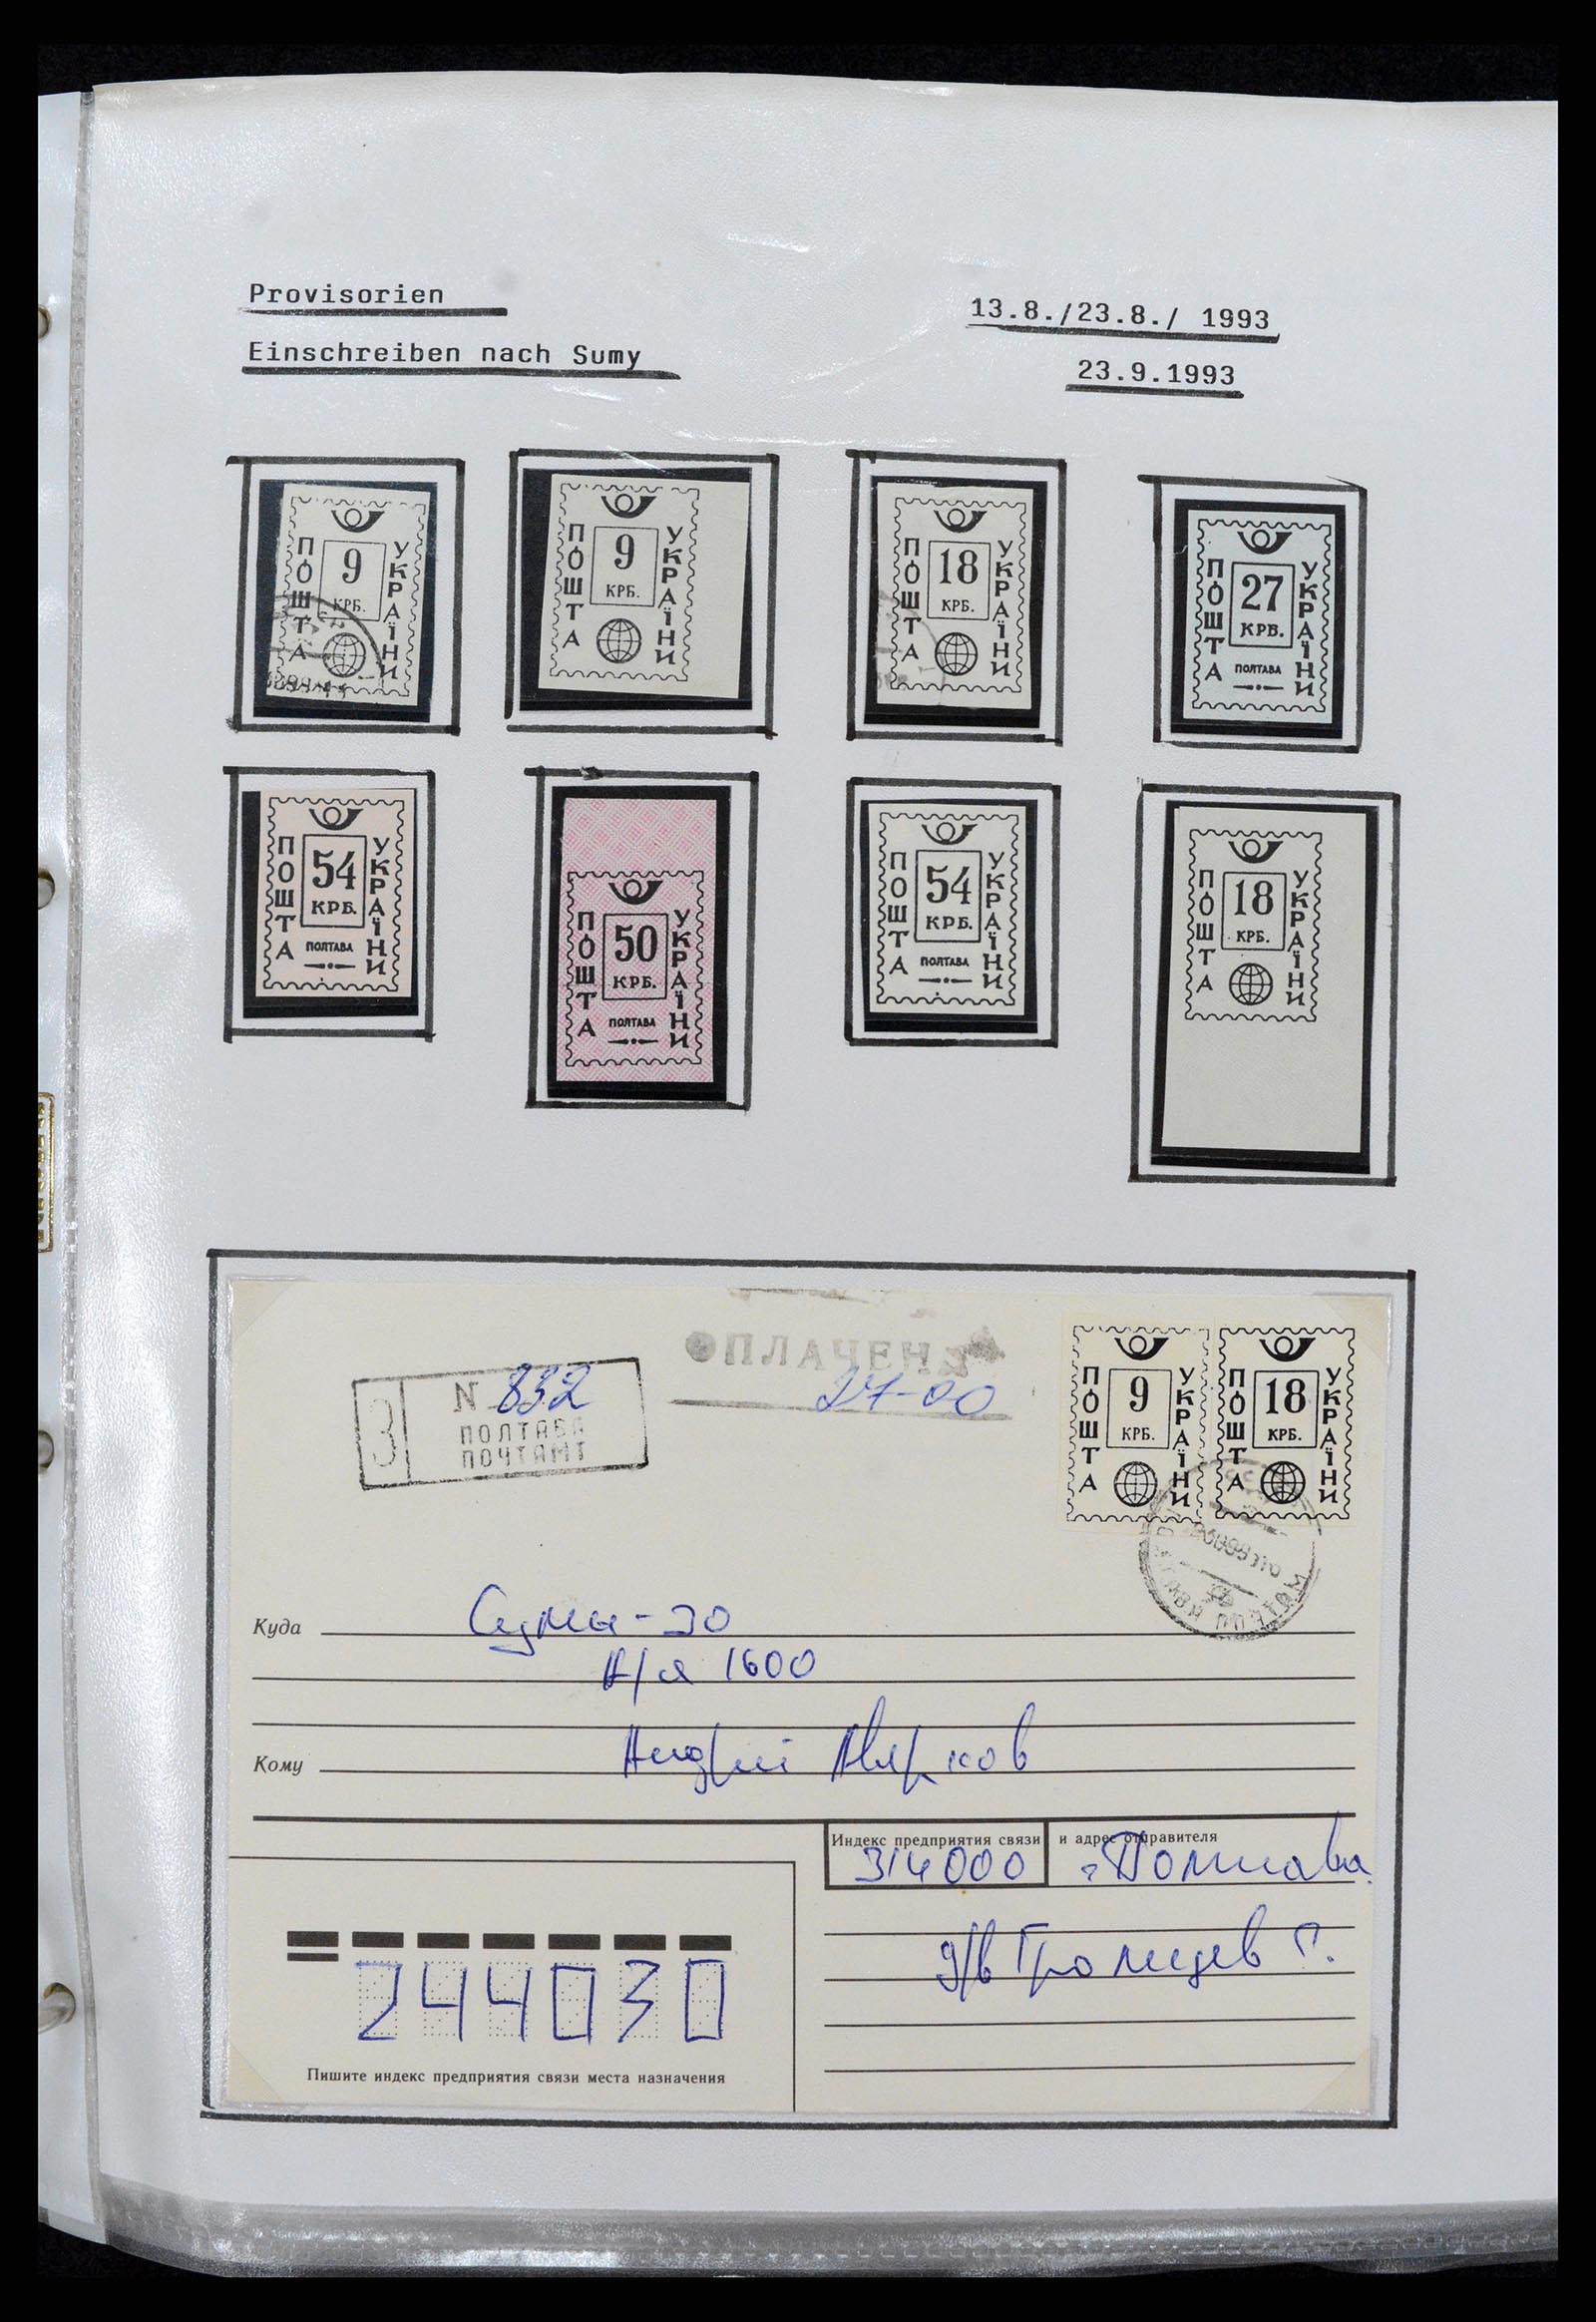 Provisorien
13.8./23.8./ 1993
Einschreiben nach Sumy
23.9.1993
ПОШТА
9
КРБ.
УКРАЇНИ
ПОШТА
9
КРБ.
УКРАЇНИ
ПОШТА
18
КРБ.
УКРАЇНИ
ПОШТА
27
КРБ.
ПОЛТАВА
УКРАЇНИ
ПОШТА
54
КРБ.
ПОЛТАВА
УКРАЇНИ
ПОШТА
50
КРБ.
ПОЛТАВА
УКРАЇНИ
ПОШТА
54
КРБ.
ПОЛТАВА
УКРАЇНИ
ПОШТА
18
КРБ.
УКРАЇНИ
ОПЛАЧЕНА
27-00
З
N 832
ПОЛТАВА
ПОЧТАМТ
ПОШТА
9
КРБ.
УКРАЇНИ
ПОШТА
18
КРБ.
УКРАЇНИ
Куда Сумы-30
А/я 1600
Кому Андрій
Индекс предприятия связи и адрес отправителя
314000 г Полтава
244030
Пишите индекс предприятия связи места назначения